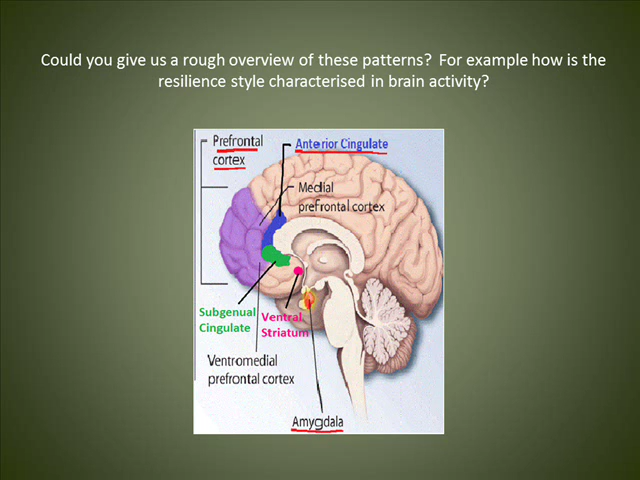 Could you give us a rough overview of these patterns? For example how is the
resilience style characterised in brain activity?
Prefrontal
cortex
Anterior Cingulate
Medial
prefrontal cortex
Subgenual
Cingulate
Ventral
Striatum
Ventromedial
prefrontal cortex
Amygdala